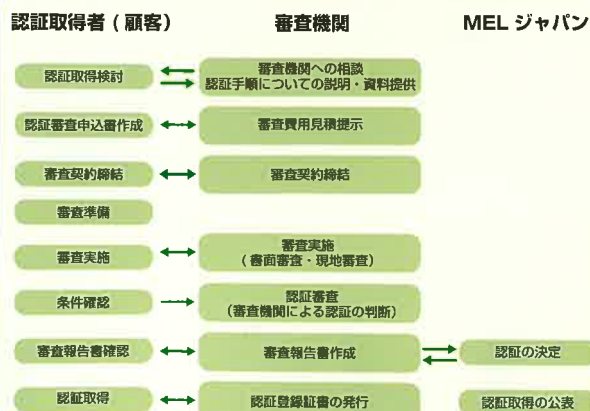 認証取得者 ( 顧客 )
審査機関
MEL ジャパン
認証取得検討
審査機関への相談
認証手順についての説明・資料提供
認証審査申込書作成
審査費用見積提示
審査契約締結
審査契約締結
審査準備
審査実施
審査実施
( 書面審査・現地審査 )
条件確認
認証審査
(審査機関による認証の判断)
審査報告書確認
審査報告書作成
認証の決定
認証取得
認証登録証書の発行
認証取得の公表